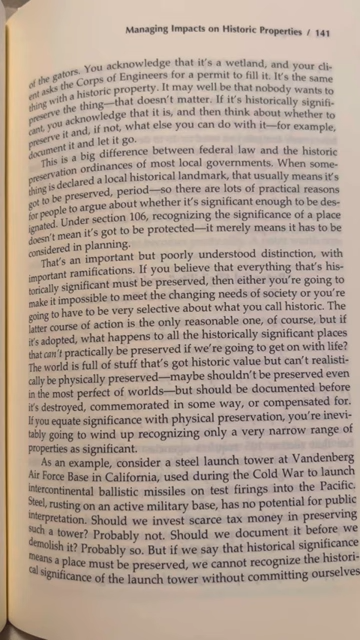 Managing Impacts on Historic Properties / 141
of the gators. You acknowledge that it's a wetland, and your cli-
ent asks the Corps of Engineers for a permit to fill it. It's the same
thing with a historic property. It may well be that nobody wants to
preserve the thing—that doesn't matter. If it's historically signifi-
cant, you acknowledge that it is, and then think about whether to
preserve it and, if not, what else you can do with it—for example,
document it and let it go.
This is a big difference between federal law and the historic
preservation ordinances of most local governments. When some-
thing is declared a local historical landmark, that usually means it's
got to be preserved, period—so there are lots of practical reasons
for people to argue about whether it's significant enough to be des-
ignated. Under section 106, recognizing the significance of a place
doesn't mean it's got to be protected—it merely means it has to be
considered in planning.
That's an important but poorly understood distinction, with
important ramifications. If you believe that everything that's his-
torically significant must be preserved, then either you're going to
make it impossible to meet the changing needs of society or you're
going to have to be very selective about what you call historic. The
latter course of action is the only reasonable one, of course, but if
it's adopted, what happens to all the historically significant places
that can't practically be preserved if we're going to get on with life?
The world is full of stuff that's got historic value but can't realisti-
cally be physically preserved—maybe shouldn't be preserved even
in the most perfect of worlds—but should be documented before
it's destroyed, commemorated in some way, or compensated for.
If you equate significance with physical preservation, you're inevi-
tably going to wind up recognizing only a very narrow range of
properties as significant.
As an example, consider a steel launch tower at Vandenberg
Air Force Base in California, used during the Cold War to launch
intercontinental ballistic missiles on test firings into the Pacific.
Steel, rusting on an active military base, has no potential for public
interpretation. Should we invest scarce tax money in preserving
such a tower? Probably not. Should we document it before we
demolish it? Probably so. But if we say that historical significance
means a place must be preserved, we cannot recognize the histori-
cal significance of the launch tower without committing ourselves